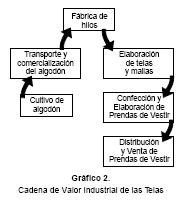 Fábrica de
hilos
Transporte y
comercialización
del algodón
Elaboración
de telas
y mallas
Cultivo de
algodón
Confección y
Elaboración de
Prendas de Vestir
Distribución
y Venta de
Prendas de Vestir
Gráfico 2.
Cadena de Valor Industrial de las Telas